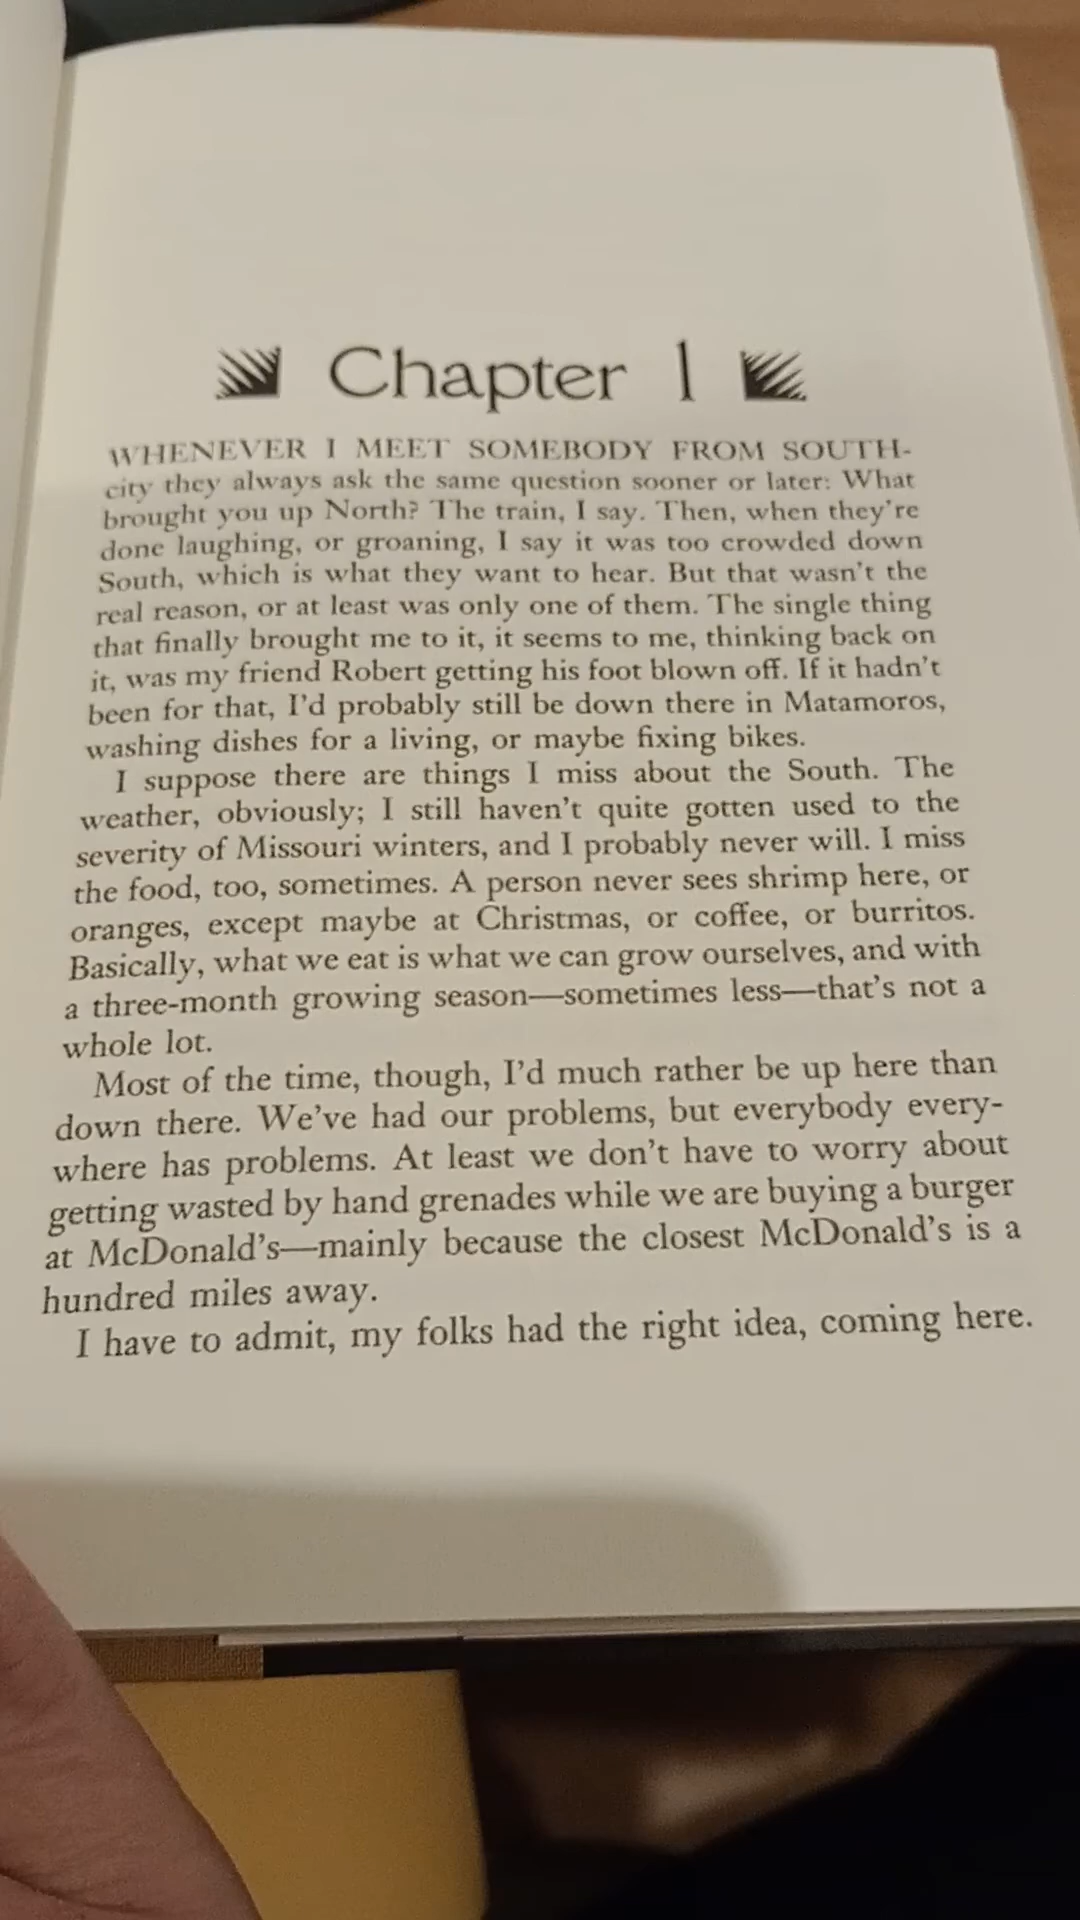 Chapter 1
WHENEVER I MEET SOMEBODY FROM SOUTH-
city they always ask the same question sooner or later: What
brought you up North? The train, I say. Then, when they're
done laughing, or groaning, I say it was too crowded down
South, which is what they want to hear. But that wasn't the
real reason, or at least was only one of them. The single thing
that finally brought me to it, it seems to me, thinking back on
it, was my friend Robert getting his foot blown off. If it hadn't
been for that, I'd probably still be down there in Matamoros,
washing dishes for a living, or maybe fixing bikes.
I suppose there are things I miss about the South. The
weather, obviously; I still haven't quite gotten used to the
severity of Missouri winters, and I probably never will. I miss
the food, too, sometimes. A person never sees shrimp here, or
oranges, except maybe at Christmas, or coffee, or burritos.
Basically, what we eat is what we can grow ourselves, and with
a three-month growing season—sometimes less—that's not a
whole lot.
Most of the time, though, I'd much rather be up here than
down there. We've had our problems, but everybody every-
where has problems. At least we don't have to worry about
getting wasted by hand grenades while we are buying a burger
at McDonald's—mainly because the closest McDonald's is a
hundred miles away.
I have to admit, my folks had the right idea, coming here.